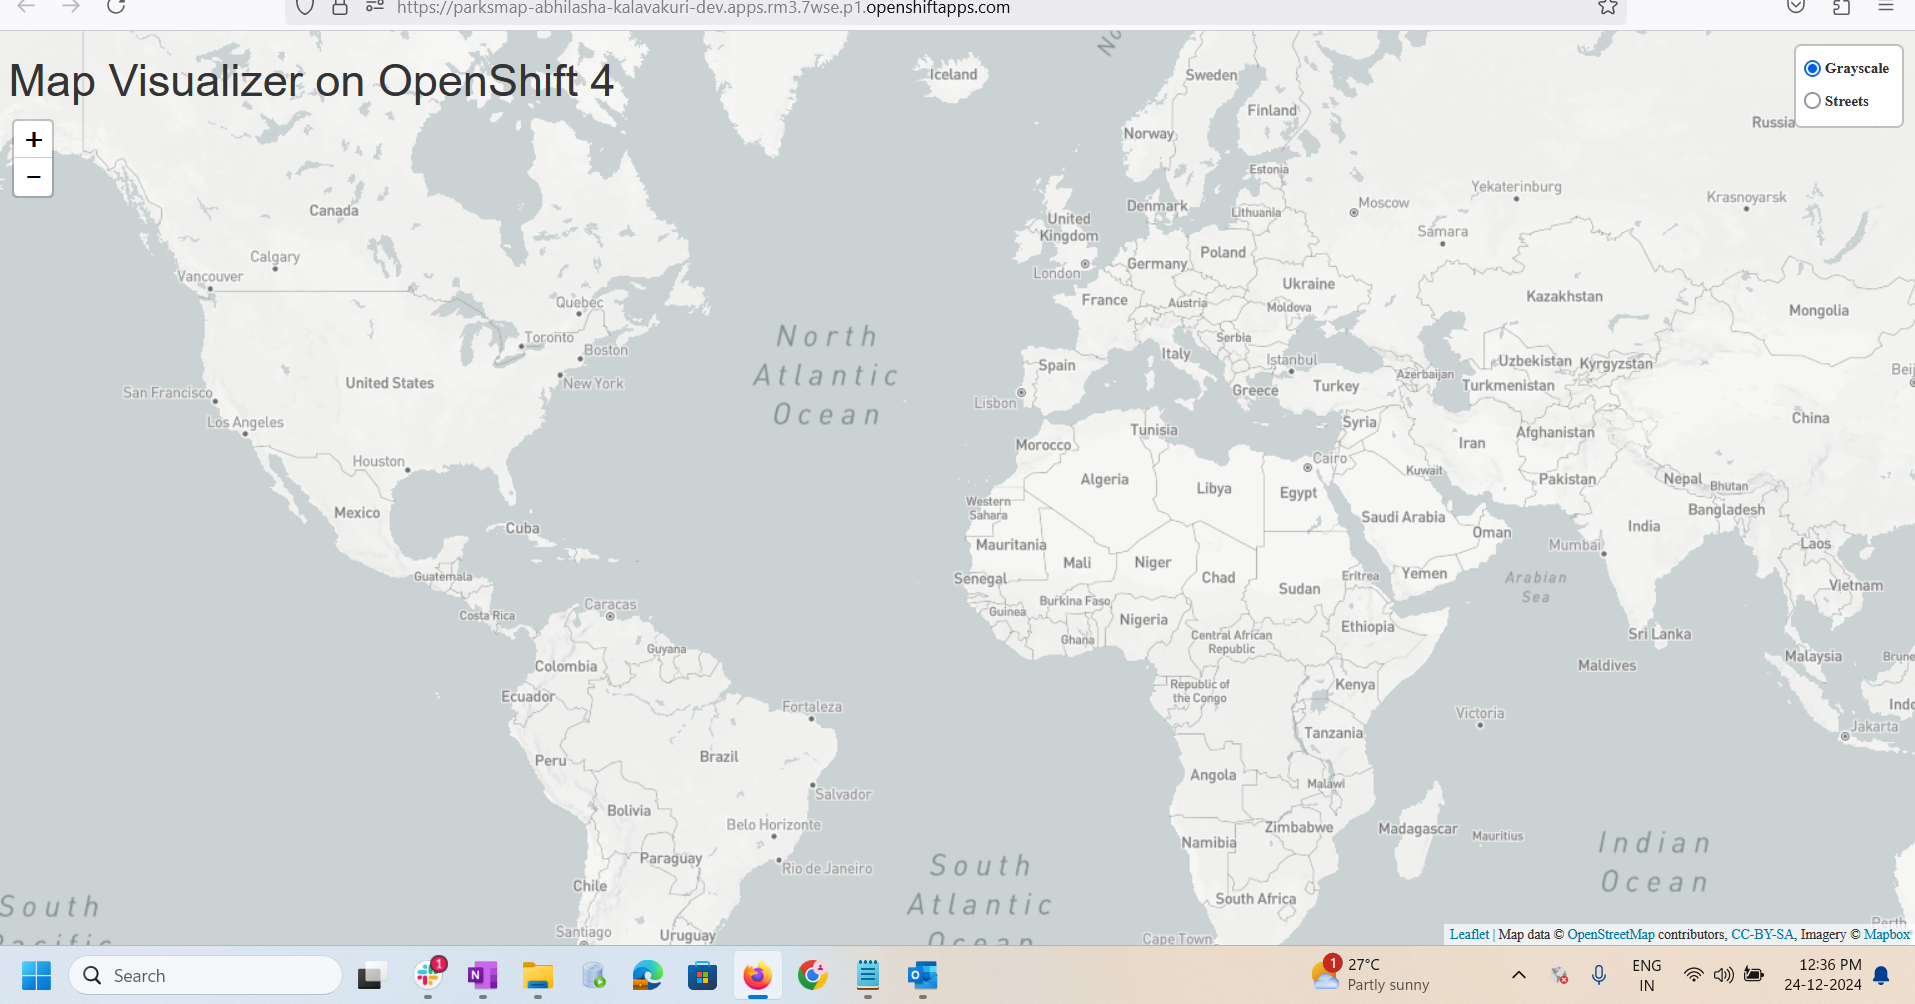 https://parksmap-abhilasha-kalavakuri-dev.apps.rm3.7wse.p1.openshiftapps.com
Map Visualizer on OpenShift 4
Grayscale
Streets
+
−
Iceland
Sweden
Finland
Norway
Russia
Estonia
Yekaterinburg
Krasnoyarsk
Canada
Denmark
Lithuania
Moscow
United
Kingdom
Samara
Calgary
Vancouver
London
Germany
Poland
Ukraine
Quebec
France
Austria
Moldova
Kazakhstan
Mongolia
North
Atlantic
Ocean
Toronto
Boston
Serbia
Italy
Istanbul
Uzbekistan
Kyrgyzstan
Spain
United States
New York
San Francisco
Greece
Turkey
Azerbaijan
Turkmenistan
Lisbon
Los Angeles
Tunisia
Syria
China
Morocco
Iran
Afghanistan
Houston
Cairo
Kuwait
Algeria
Libya
Egypt
Pakistan
Nepal
Bhutan
Western
Sahara
Bangladesh
Mexico
Saudi Arabia
India
Cuba
Oman
Mauritania
Mumbai
Laos
Mali
Niger
Guatemala
Senegal
Chad
Sudan
Eritrea
Yemen
Arabian
Sea
Vietnam
Costa Rica
Caracas
Guinea
Burkina Faso
Nigeria
Ghana
Central African
Republic
Ethiopia
Sri Lanka
Guyana
Colombia
Maldives
Malaysia
Ecuador
Republic of
the Congo
Kenya
Fortaleza
Victoria
Jakarta
Tanzania
Brazil
Peru
Angola
Malawi
Salvador
Bolivia
Belo Horizonte
Zimbabwe
Madagascar
Mauritius
Namibia
Indian
Ocean
Paraguay
Rio de Janeiro
South
Atlantic
Ocean
Chile
South Africa
South
Pacific
Santiago
Uruguay
Cape Town
Perth
Leaflet | Map data © OpenStreetMap contributors, CC-BY-SA, Imagery © Mapbox
Search
1
N
1
27°C
Partly sunny
ENG
IN
12:36 PM
24-12-2024